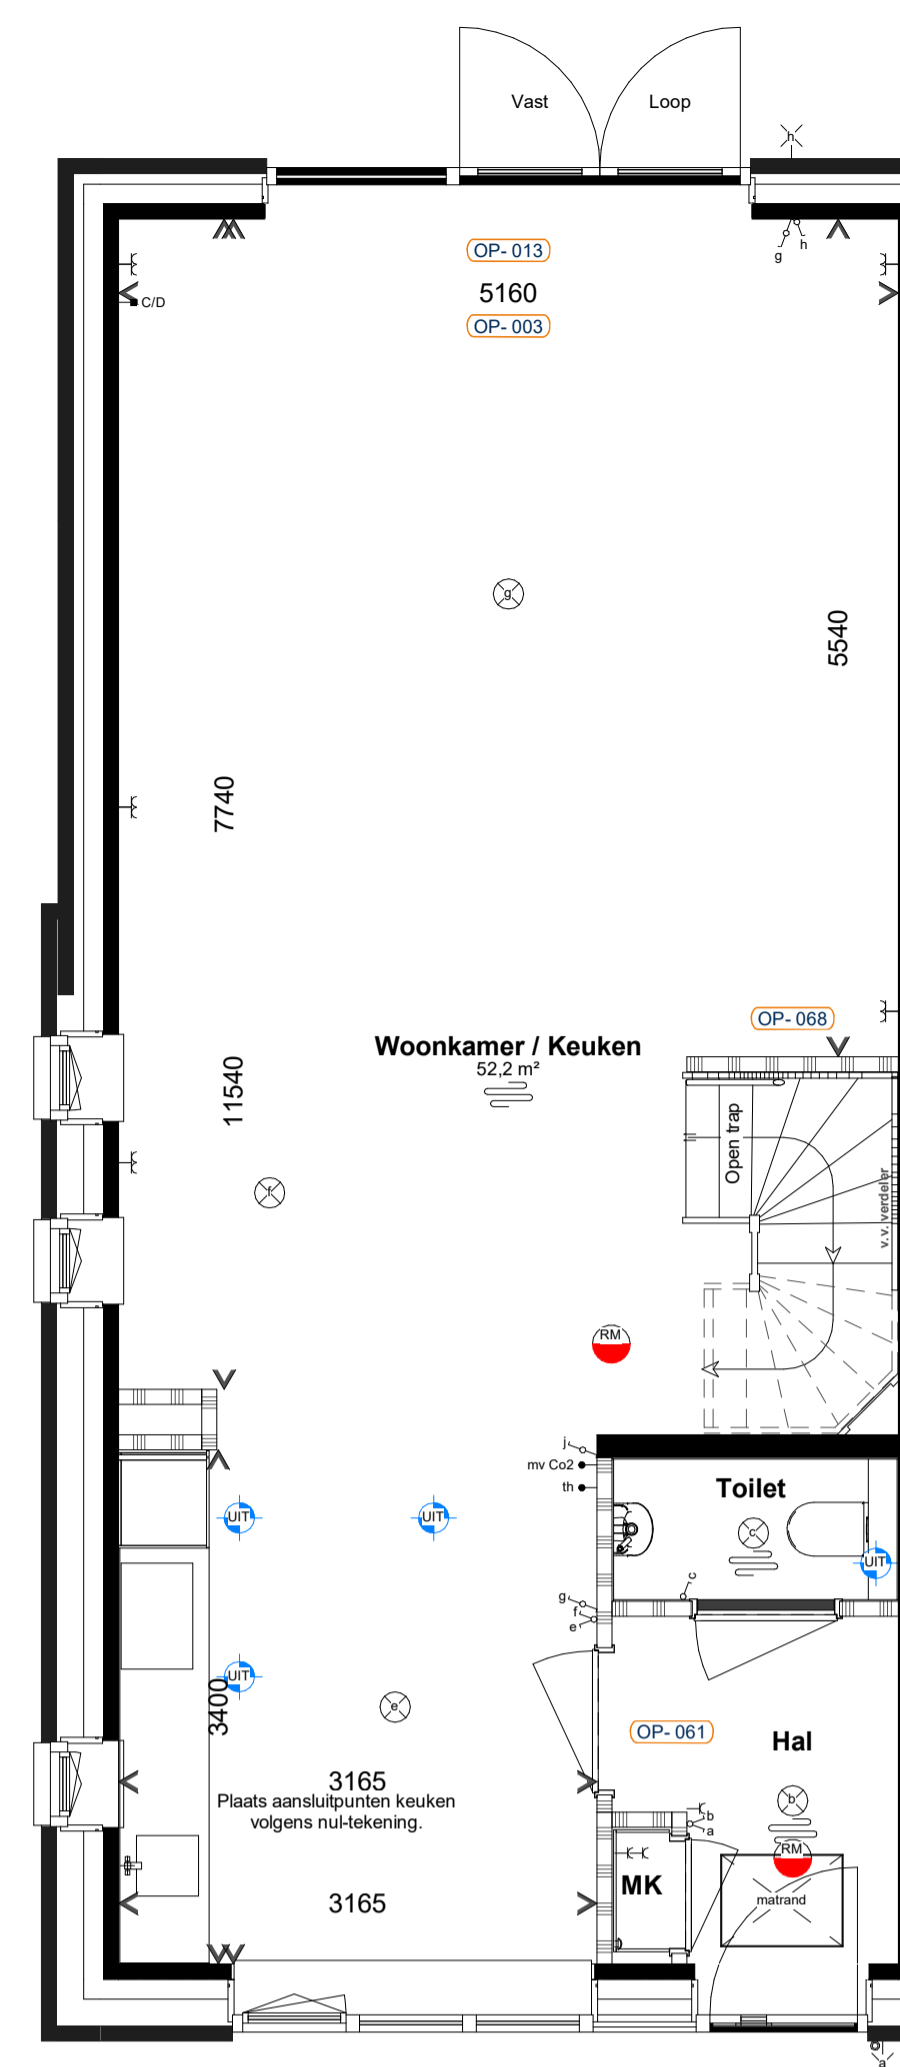 Vast
Loop
h
OP- 013
g
h
C/D
5160
OP- 003
g
5540
7740
OP- 068
Woonkamer / Keuken
52,2 m²
11540
Open trap
v.v. verdeler
f
RM
j
mv Co2
th
Toilet
UIT
UIT
c
UIT
c
g
f
e
UIT
3400
e
OP- 061
Hal
3165
Plaats aansluitpunten keuken
volgens nul-tekening.
b
b
a
RM
MK
matrand
3165
a